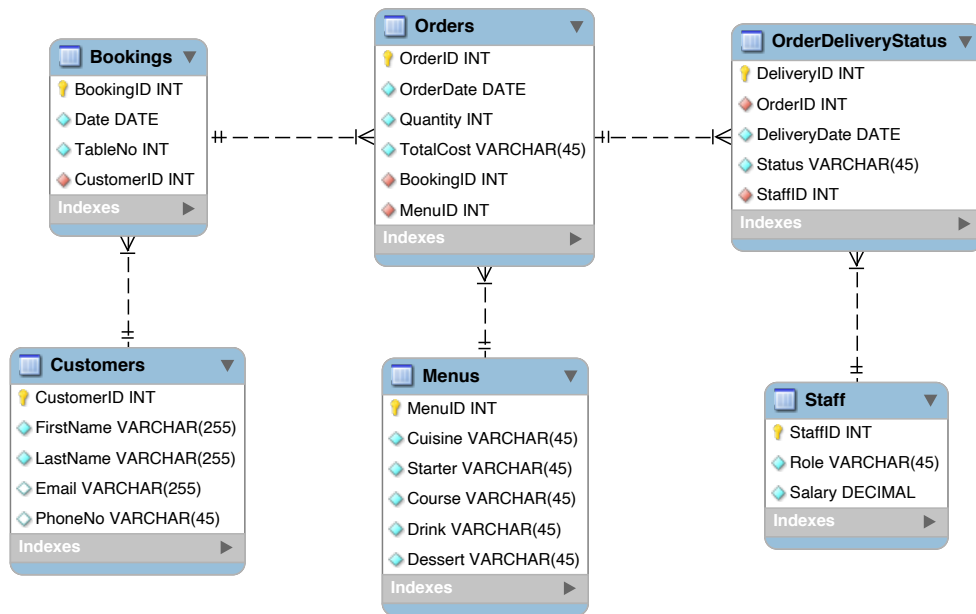 Bookings
BookingID INT
Date DATE
TableNo INT
CustomerID INT
Indexes
Orders
OrderID INT
OrderDate DATE
Quantity INT
TotalCost VARCHAR(45)
BookingID INT
MenuID INT
Indexes
OrderDeliveryStatus
DeliveryID INT
OrderID INT
DeliveryDate DATE
Status VARCHAR(45)
StaffID INT
Indexes
Customers
CustomerID INT
FirstName VARCHAR(255)
LastName VARCHAR(255)
Email VARCHAR(255)
PhoneNo VARCHAR(45)
Indexes
Menus
MenuID INT
Cuisine VARCHAR(45)
Starter VARCHAR(45)
Course VARCHAR(45)
Drink VARCHAR(45)
Dessert VARCHAR(45)
Indexes
Staff
StaffID INT
Role VARCHAR(45)
Salary DECIMAL
Indexes